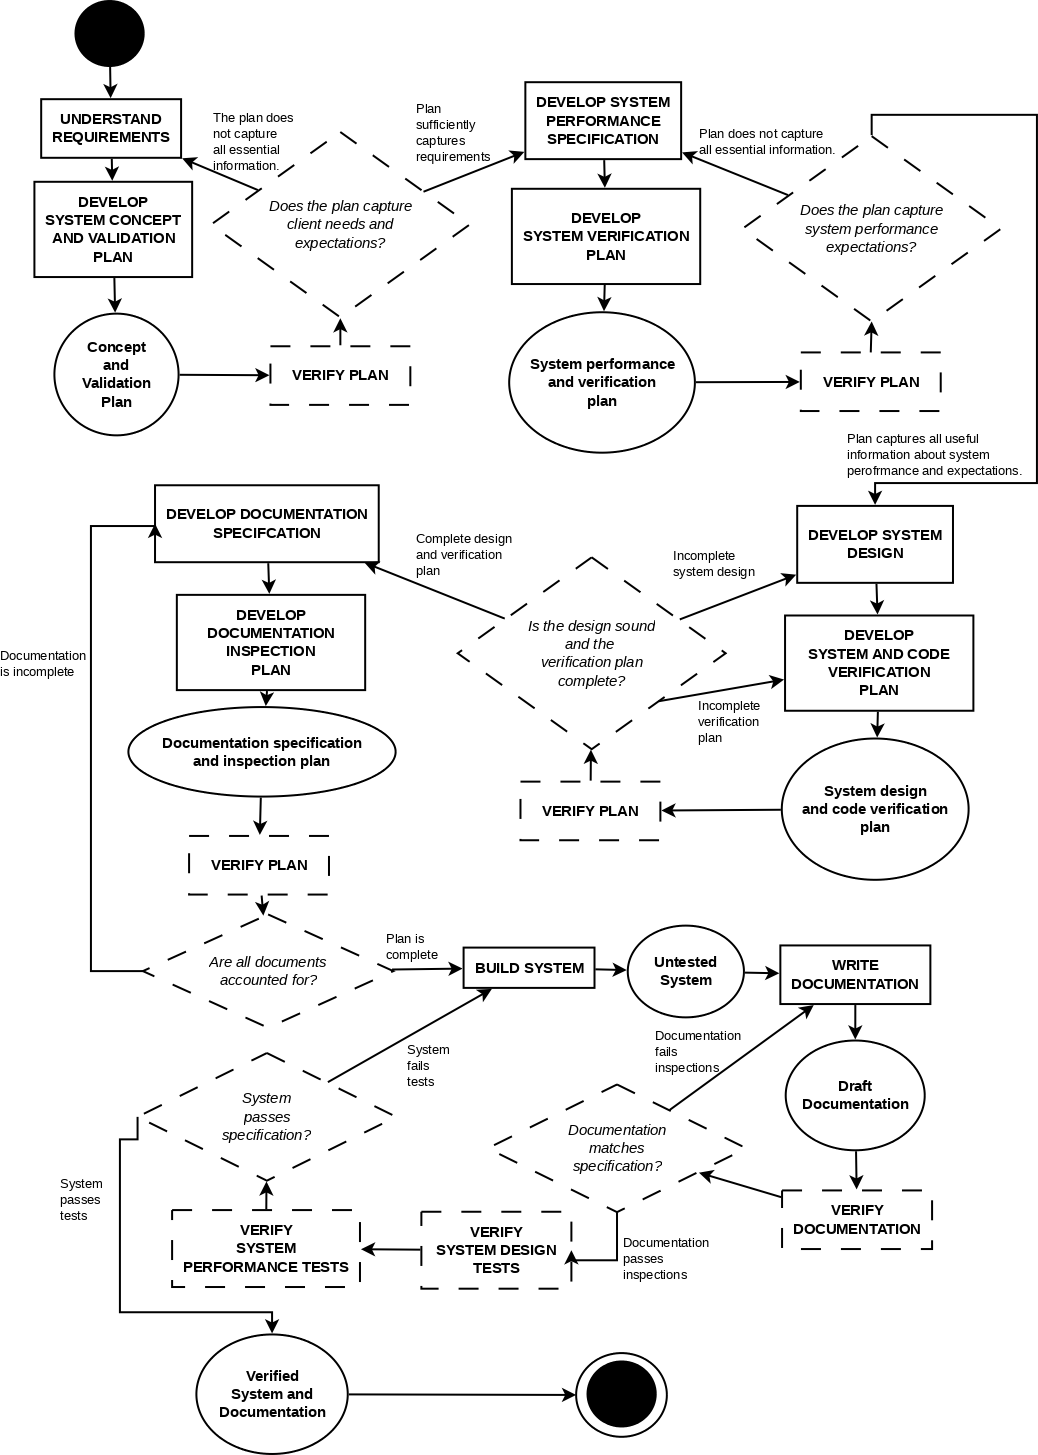 UNDERSTAND
REQUIREMENTS
The plan does
not capture
all essential
information.
Plan
sufficiently
captures
requirements
DEVELOP SYSTEM
PERFORMANCE
SPECIFICATION
Plan does not capture
all essential information.
DEVELOP
SYSTEM CONCEPT
AND VALIDATION
PLAN
Does the plan capture
client needs and
expectations?
DEVELOP
SYSTEM VERIFICATION
PLAN
Does the plan capture
system performance
expectations?
Concept
and
Validation
Plan
VERIFY PLAN
System performance
and verification
plan
VERIFY PLAN
Plan captures all useful
information about system
perofrmance and expectations.
DEVELOP DOCUMENTATION
SPECIFCATION
Complete design
and verification
plan
Incomplete
system design
DEVELOP SYSTEM
DESIGN
DEVELOP
DOCUMENTATION
INSPECTION
PLAN
Is the design sound
and the
verification plan
complete?
DEVELOP
SYSTEM AND CODE
VERIFICATION
PLAN
Documentation
is incomplete
Incomplete
verification
plan
Documentation specification
and inspection plan
VERIFY PLAN
System design
and code verification
plan
VERIFY PLAN
Are all documents
accounted for?
Plan is
complete
BUILD SYSTEM
Untested
System
WRITE
DOCUMENTATION
System
fails
tests
Documentation
fails
inspections
Draft
Documentation
System
passes
specification?
Documentation
matches
specification?
System
passes
tests
VERIFY
SYSTEM
PERFORMANCE TESTS
VERIFY
SYSTEM DESIGN
TESTS
Documentation
passes
inspections
VERIFY
DOCUMENTATION
Verified
System and
Documentation